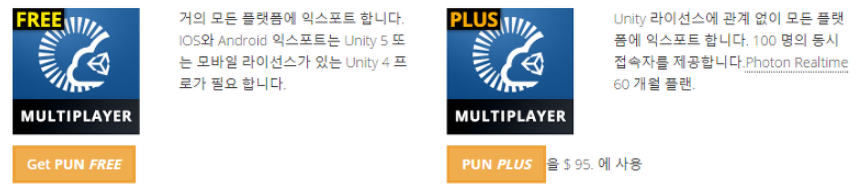 FREE
MULTIPLAYER
거의 모든 플랫폼에 익스포트 합니다.
IOS와 Android 익스포트는 Unity 5 또
는 모바일 라이선스가 있는 Unity 4 프
로가 필요 합니다.
Get PUN FREE
PLUS
MULTIPLAYER
Unity 라이선스에 관계 없이 모든 플랫
폼에 익스포트 합니다. 100 명의 동시
접속자를 제공합니다.Photon Realtime
60 개월 플랜.
PUN PLUS 을 $ 95. 에 사용